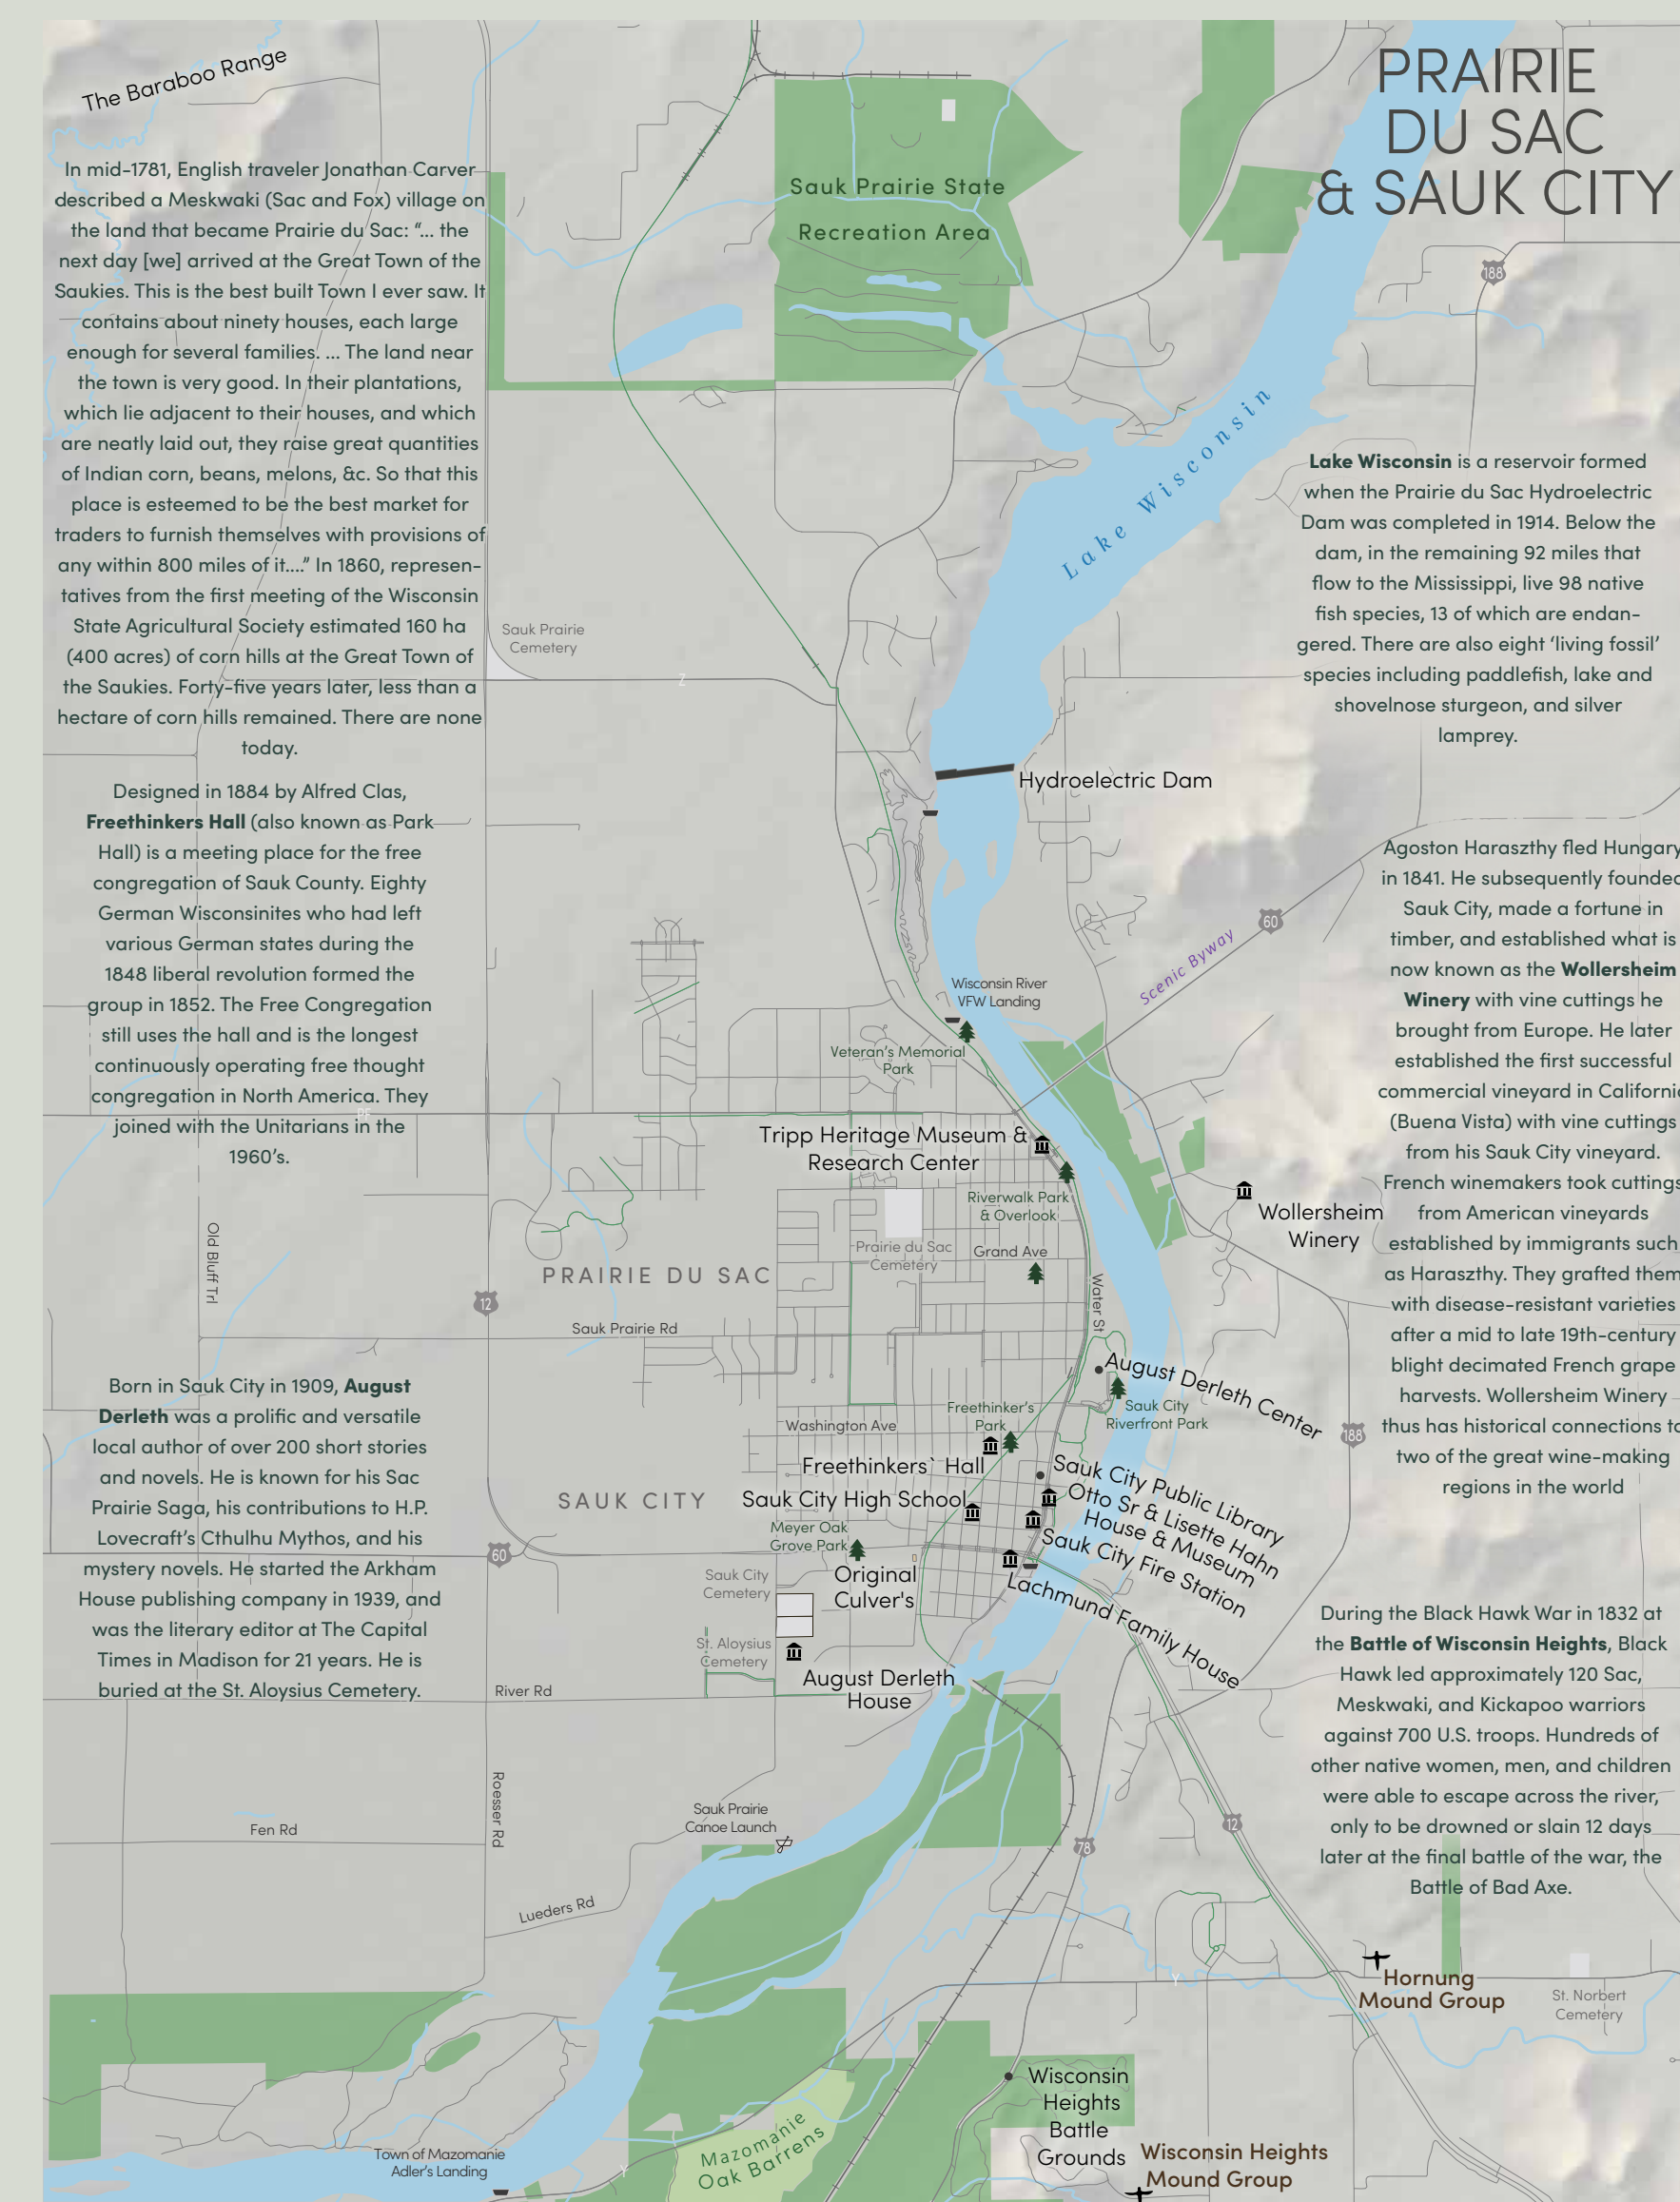 PRAIRIE
DU SAC
& SAUK CITY
The Baraboo Range
In mid-1781, English traveler Jonathan Carver
described a Meskwaki (Sac and Fox) village on
the land that became Prairie du Sac: “... the
next day [we] arrived at the Great Town of the
Saukies. This is the best built Town I ever saw. It
contains about ninety houses, each large
enough for several families. ... The land near
the town is very good. In their plantations,
which lie adjacent to their houses, and which
are neatly laid out, they raise great quantities
of Indian corn, beans, melons, &c. So that this
place is esteemed to be the best market for
traders to furnish themselves with provisions of
any within 800 miles of it....” In 1860, represen-
tatives from the first meeting of the Wisconsin
State Agricultural Society estimated 160 ha
(400 acres) of corn hills at the Great Town of
the Saukies. Forty-five years later, less than a
hectare of corn hills remained. There are none
today.
Designed in 1884 by Alfred Clas,
Freethinkers Hall (also known as Park
Hall) is a meeting place for the free
congregation of Sauk County. Eighty
German Wisconsinites who had left
various German states during the
1848 liberal revolution formed the
group in 1852. The Free Congregation
still uses the hall and is the longest
continuously operating free thought
congregation in North America. They
joined with the Unitarians in the
1960’s.
Born in Sauk City in 1909, August
Derleth was a prolific and versatile
local author of over 200 short stories
and novels. He is known for his Sac
Prairie Saga, his contributions to H.P.
Lovecraft’s Cthulhu Mythos, and his
mystery novels. He started the Arkham
House publishing company in 1939, and
was the literary editor at The Capital
Times in Madison for 21 years. He is
buried at the St. Aloysius Cemetery.
Sauk Prairie State
Recreation Area
188
Lake Wisconsin
Lake Wisconsin is a reservoir formed
when the Prairie du Sac Hydroelectric
Dam was completed in 1914. Below the
dam, in the remaining 92 miles that
flow to the Mississippi, live 98 native
fish species, 13 of which are endan-
gered. There are also eight ‘living fossil’
species including paddlefish, lake and
shovelnose sturgeon, and silver
lamprey.
Agoston Haraszthy fled Hungary
in 1841. He subsequently founded
Sauk City, made a fortune in
timber, and established what is
now known as the Wollersheim
Winery with vine cuttings he
brought from Europe. He later
established the first successful
commercial vineyard in California
(Buena Vista) with vine cuttings
from his Sauk City vineyard.
French winemakers took cuttings
from American vineyards
established by immigrants such
as Haraszthy. They grafted them
with disease-resistant varieties
after a mid to late 19th-century
blight decimated French grape
harvests. Wollersheim Winery
thus has historical connections to
two of the great wine-making
regions in the world
During the Black Hawk War in 1832 at
the Battle of Wisconsin Heights, Black
Hawk led approximately 120 Sac,
Meskwaki, and Kickapoo warriors
against 700 U.S. troops. Hundreds of
other native women, men, and children
were able to escape across the river,
only to be drowned or slain 12 days
later at the final battle of the war, the
Battle of Bad Axe.
Sauk Prairie
Cemetery
Z
Hydroelectric Dam
60
Scenic Byway
Wisconsin River
VFW Landing
Veteran’s Memorial
Park
PF
Tripp Heritage Museum &
Research Center
Riverwalk Park
& Overlook
Wollersheim
Winery
Prairie du Sac
Cemetery
Grand Ave
Old Bluff Trl
PRAIRIE DU SAC
Water St
12
Sauk Prairie Rd
August Derleth Center
Sauk City
Riverfront Park
Freethinker’s
Park
Washington Ave
188
Freethinkers` Hall
Sauk City Public Library
SAUK CITY
Sauk City High School
Otto Sr & Lisette Hahn
House & Museum
Meyer Oak
Grove Park
Sauk City Fire Station
60
Original
Culver's
Sauk City
Cemetery
Lachmund Family House
St. Aloysius
Cemetery
August Derleth
House
River Rd
Roesser Rd
Sauk Prairie
Canoe Launch
Fen Rd
12
78
Lueders Rd
Y
Hornung
Mound Group
St. Norbert
Cemetery
Wisconsin
Heights
Battle
Grounds
Mazomanie
Oak Barrens
Town of Mazomanie
Adler’s Landing
Y
Wisconsin Heights
Mound Group